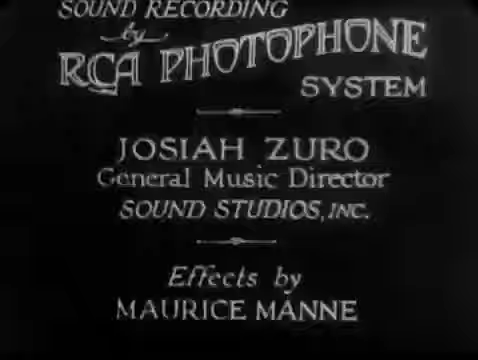 SOUND RECORDING
by
RCA PHOTOPHONE
SYSTEM
JOSIAH ZURO
General Music Director
SOUND STUDIOS, INC.
Effects by
MAURICE MANNE